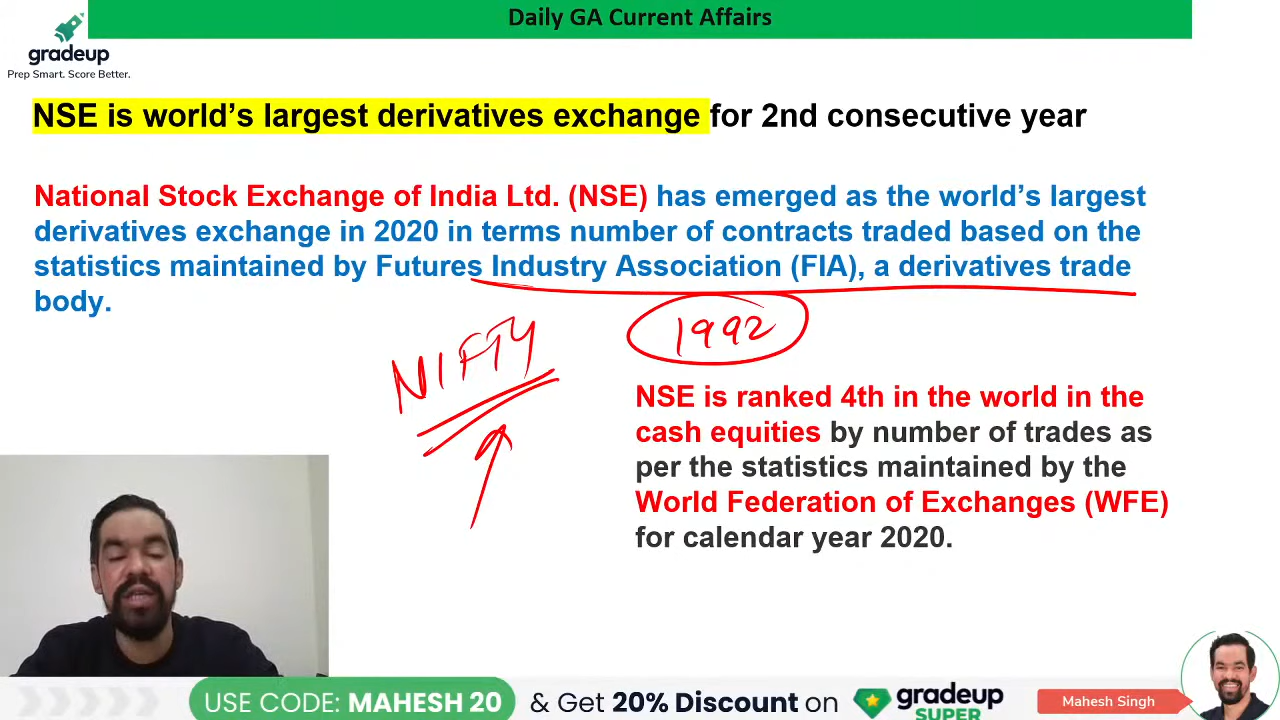 Daily GA Current Affairs
gradeup
Prep Smart. Score Better.
NSE is world's largest derivatives exchange for 2nd consecutive year
National Stock Exchange of India Ltd. (NSE) has emerged as the world's largest
derivatives exchange in 2020 in terms number of contracts traded based on the
statistics maintained by Futures Industry Association (FIA), a derivatives trade
body.
NIFTY
1992
NSE is ranked 4th in the world in the
cash equities by number of trades as
per the statistics maintained by the
World Federation of Exchanges (WFE)
for calendar year 2020.
USE CODE: MAHESH 20 & Get 20% Discount on gradeup SUPER
Mahesh Singh